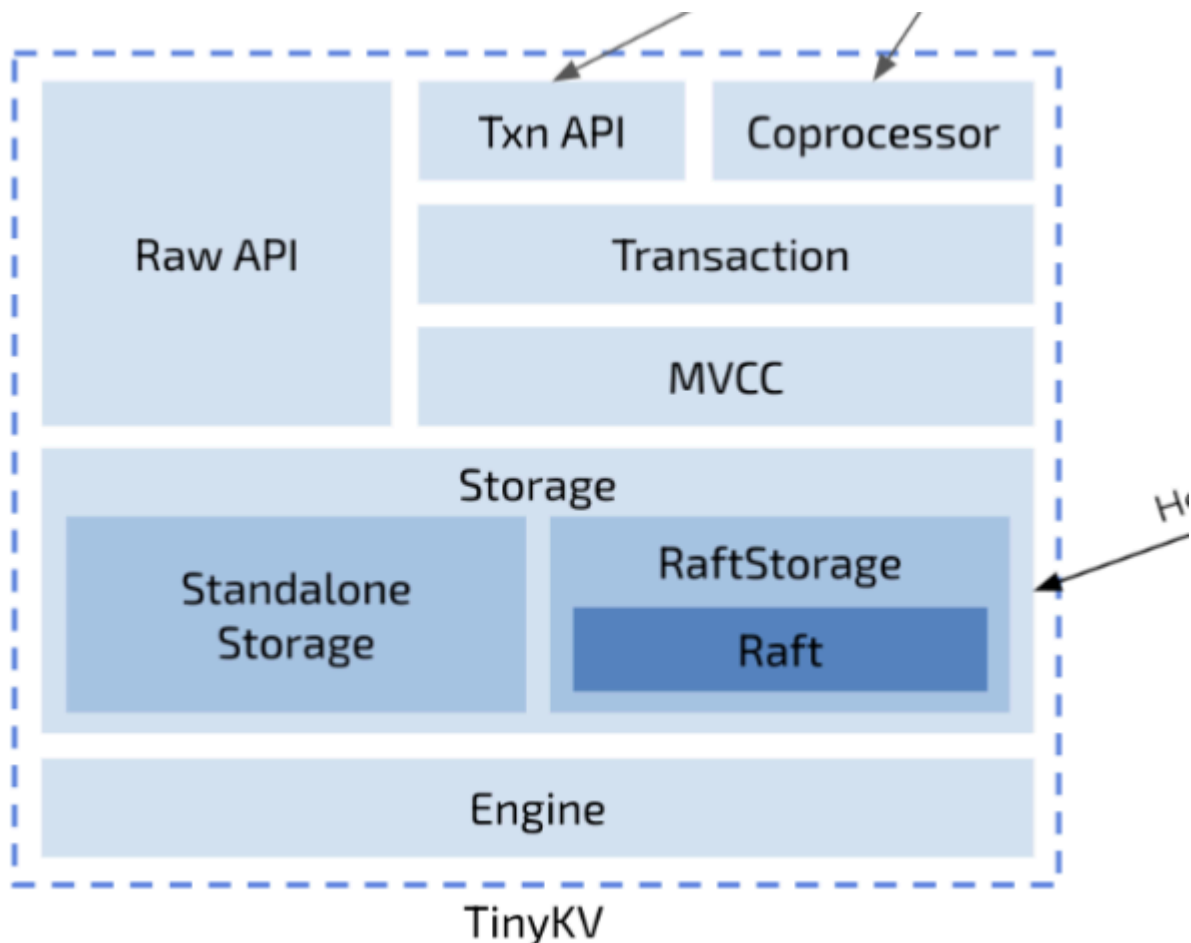 Txn API
Coprocessor
Raw API
Transaction
MVCC
Storage
Standalone
Storage
RaftStorage
Raft
Engine
TinyKV